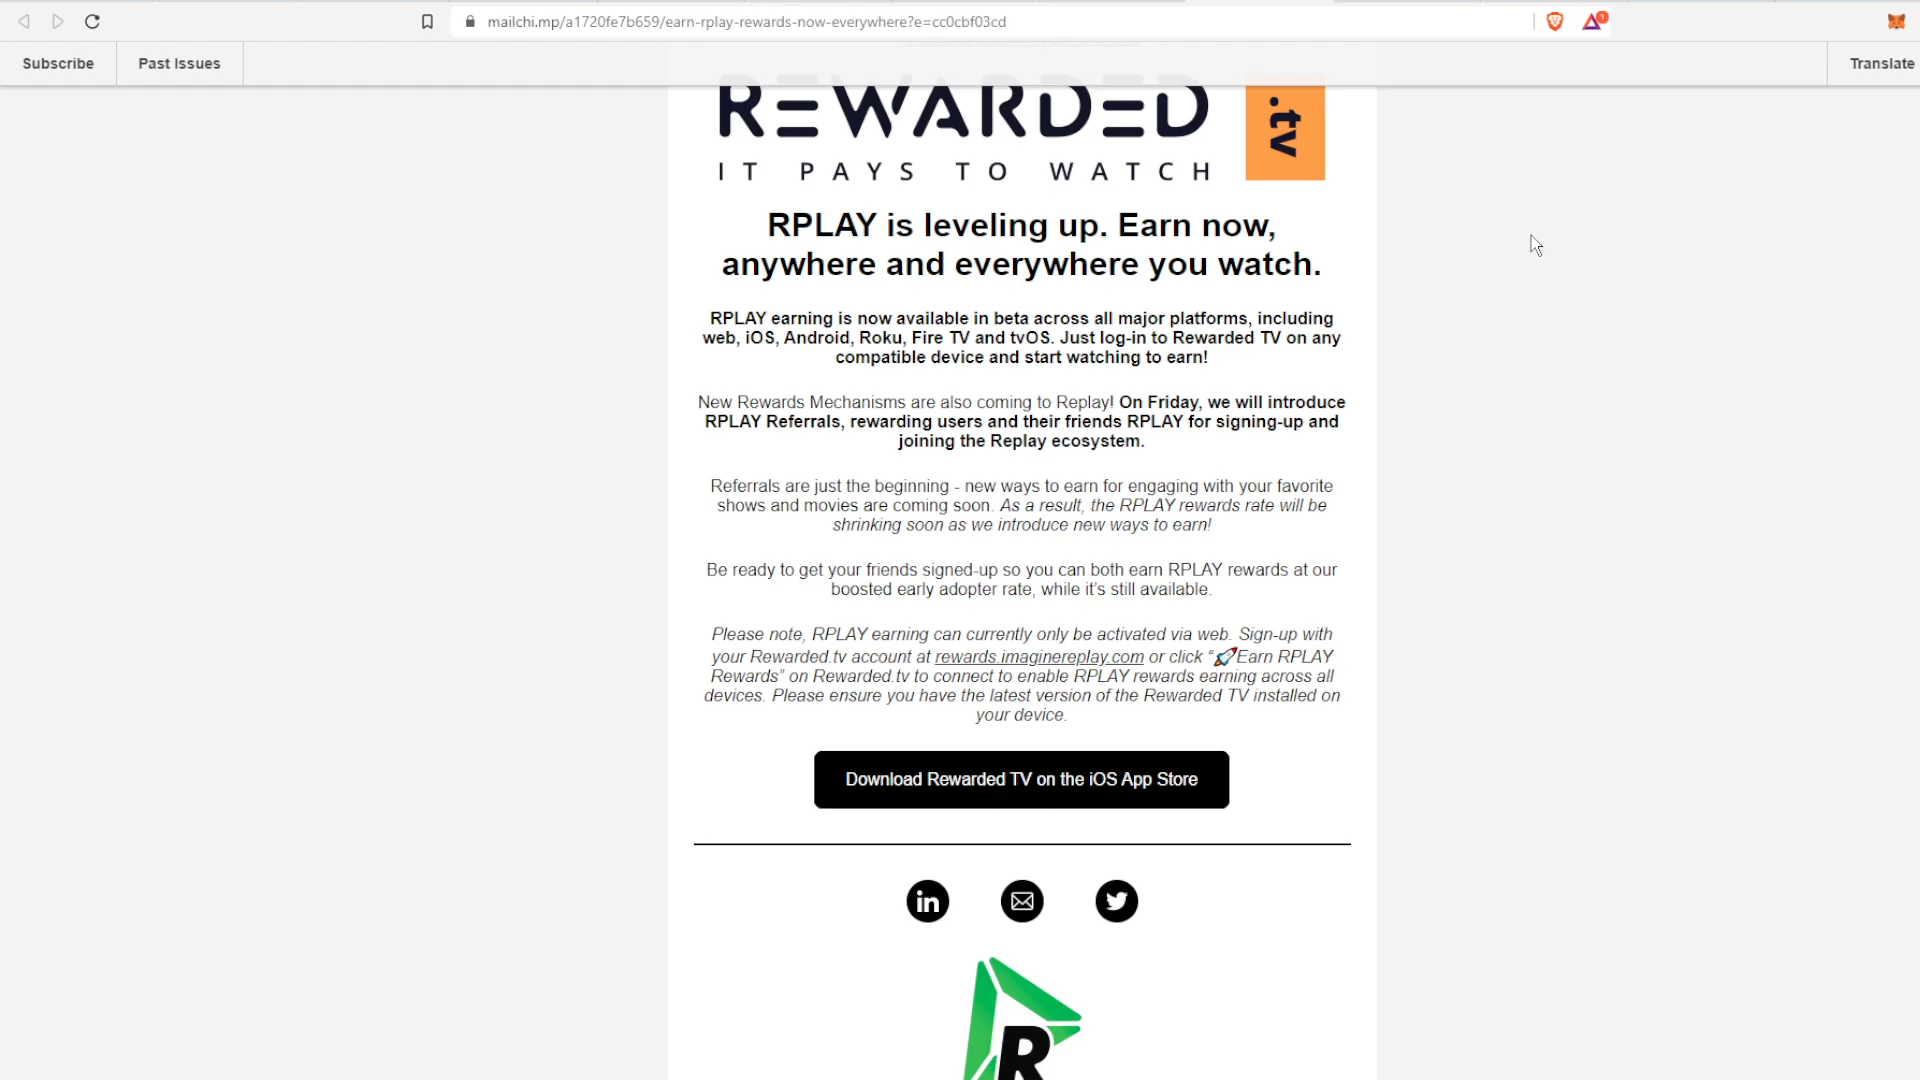 mailchi.mp/a1720fe7b659/earn-rplay-rewards-now-everywhere?e=cc0cbf03cd
1
Subscribe
Past Issues
Translate
REWARDED
.tv
IT PAYS TO WATCH
RPLAY is leveling up. Earn now,
anywhere and everywhere you watch.
RPLAY earning is now available in beta across all major platforms, including
web, iOS, Android, Roku, Fire TV and tvOS. Just log-in to Rewarded TV on any
compatible device and start watching to earn!
New Rewards Mechanisms are also coming to Replay! On Friday, we will introduce
RPLAY Referrals, rewarding users and their friends RPLAY for signing-up and
joining the Replay ecosystem.
Referrals are just the beginning - new ways to earn for engaging with your favorite
shows and movies are coming soon. As a result, the RPLAY rewards rate will be
shrinking soon as we introduce new ways to earn!
Be ready to get your friends signed-up so you can both earn RPLAY rewards at our
boosted early adopter rate, while it’s still available.
Please note, RPLAY earning can currently only be activated via web. Sign-up with
your Rewarded.tv account at rewards.imaginereplay.com or click “🚀Earn RPLAY
Rewards” on Rewarded.tv to connect to enable RPLAY rewards earning across all
devices. Please ensure you have the latest version of the Rewarded TV installed on
your device.
Download Rewarded TV on the iOS App Store
in
R